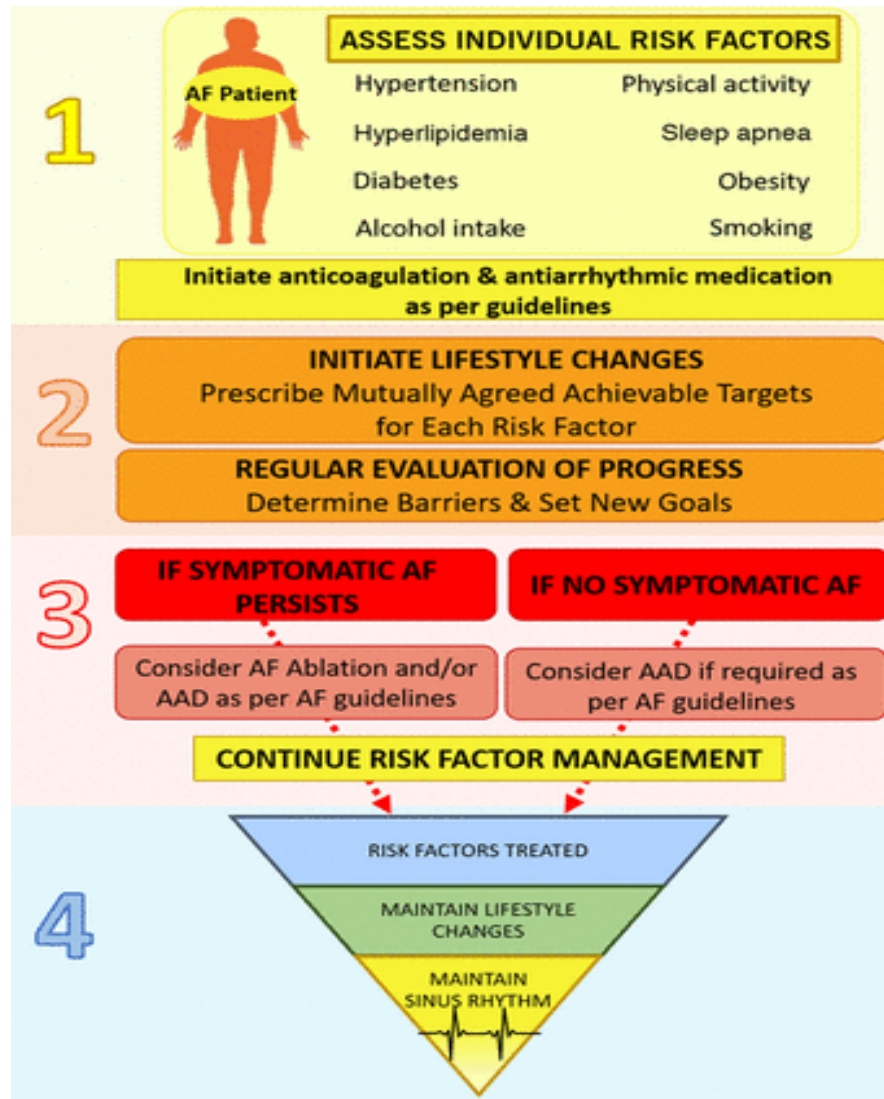 1
AF Patient
ASSESS INDIVIDUAL RISK FACTORS
Hypertension Physical activity
Hyperlipidemia Sleep apnea
Diabetes Obesity
Alcohol intake Smoking
Initiate anticoagulation & antiarrhythmic medication
as per guidelines
2
INITIATE LIFESTYLE CHANGES
Prescribe Mutually Agreed Achievable Targets
for Each Risk Factor
REGULAR EVALUATION OF PROGRESS
Determine Barriers & Set New Goals
3
IF SYMPTOMATIC AF
PERSISTS
IF NO SYMPTOMATIC AF
Consider AF Ablation and/or
AAD as per AF guidelines
Consider AAD if required as
per AF guidelines
CONTINUE RISK FACTOR MANAGEMENT
4
RISK FACTORS TREATED
MAINTAIN LIFESTYLE
CHANGES
MAINTAIN
SINUS RHYTHM